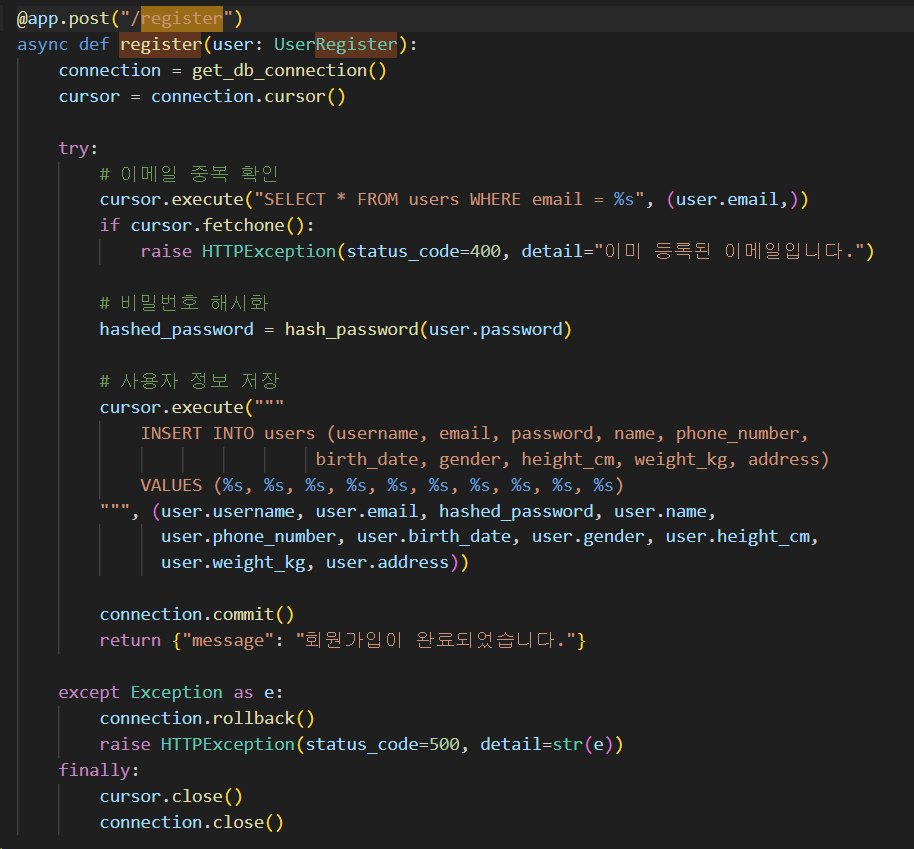 @app.post("/register")
async def register(user: UserRegister):
connection = get_db_connection()
cursor = connection.cursor()
try:
# 이메일 중복 확인
cursor.execute("SELECT * FROM users WHERE email = %s", (user.email,))
if cursor.fetchone():
raise HTTPException(status_code=400, detail="이미 등록된 이메일입니다.")
# 비밀번호 해시화
hashed_password = hash_password(user.password)
# 사용자 정보 저장
cursor.execute("""
INSERT INTO users (username, email, password, name, phone_number,
birth_date, gender, height_cm, weight_kg, address)
VALUES (%s, %s, %s, %s, %s, %s, %s, %s, %s, %s)
""", (user.username, user.email, hashed_password, user.name,
user.phone_number, user.birth_date, user.gender, user.height_cm,
user.weight_kg, user.address))
connection.commit()
return {"message": "회원가입이 완료되었습니다."}
except Exception as e:
connection.rollback()
raise HTTPException(status_code=500, detail=str(e))
finally:
cursor.close()
connection.close()